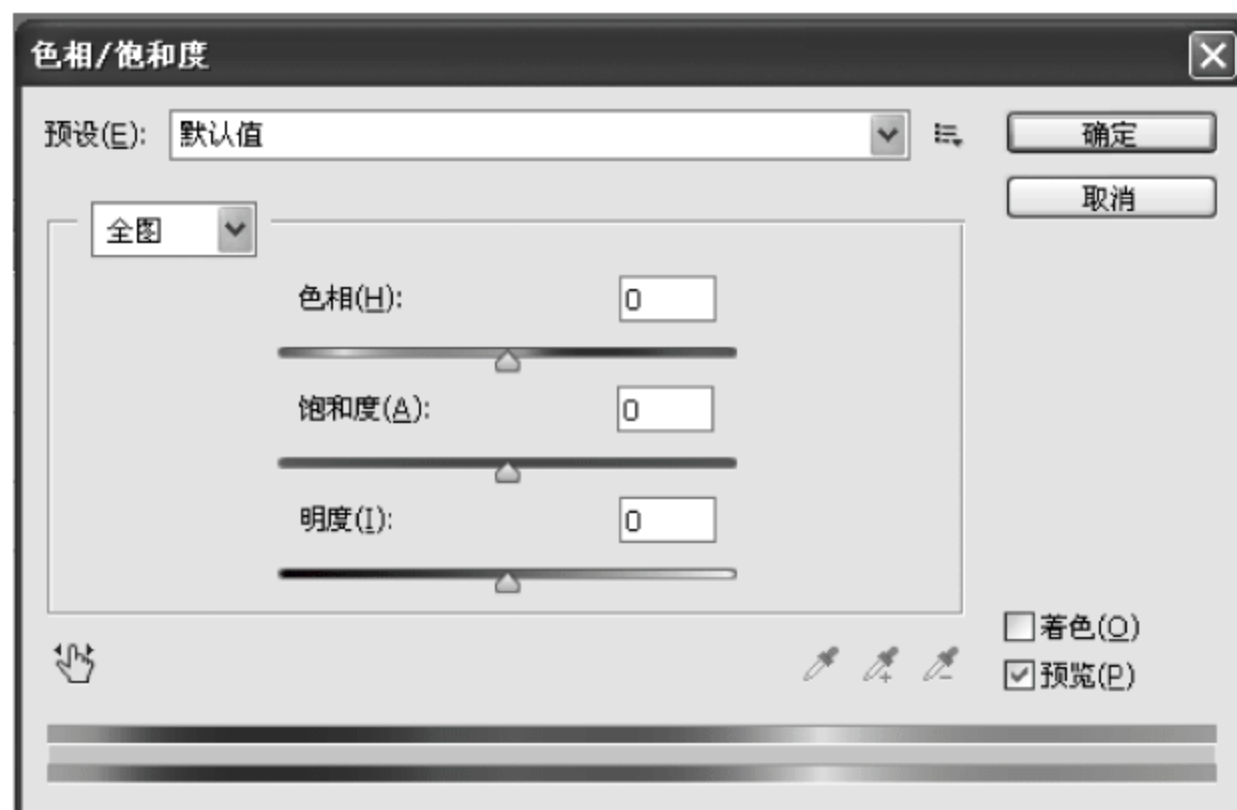 色相/饱和度
预设(E): 默认值
确定
取消
全图
色相(H): 0
饱和度(A): 0
明度(I): 0
着色(O)
预览(P)